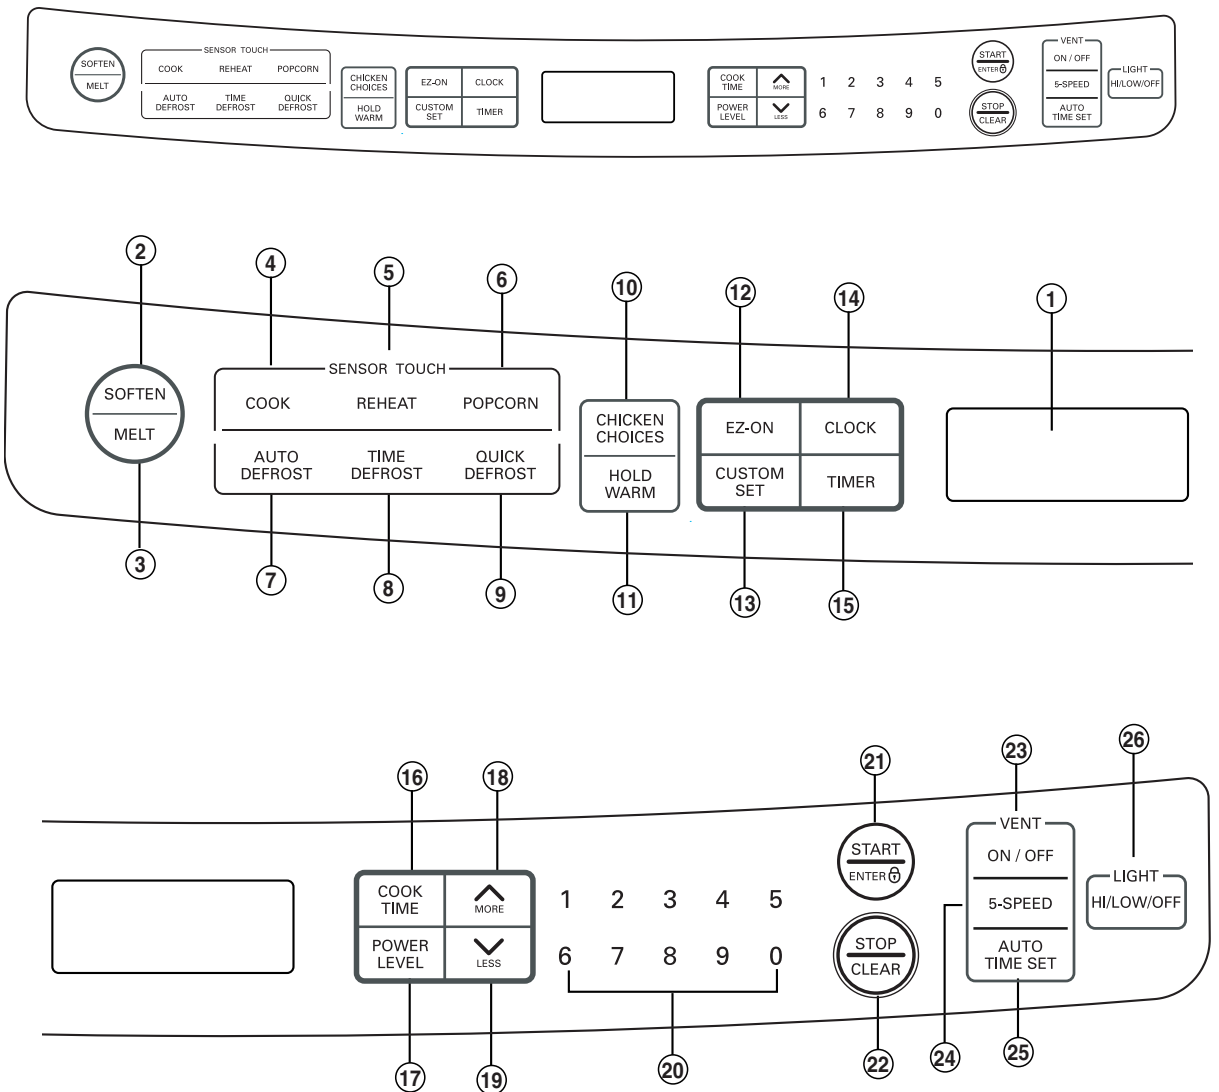 SENSOR TOUCH
SOFTEN
MELT
COOK REHEAT POPCORN
AUTO DEFROST
TIME DEFROST
QUICK DEFROST
CHICKEN CHOICES
HOLD WARM
EZ-ON CLOCK
CUSTOM SET
TIMER
COOK TIME
MORE
POWER LEVEL
LESS
1 2 3 4 5
6 7 8 9 0
START
ENTER
STOP
CLEAR
VENT
ON / OFF
5-SPEED
AUTO
TIME SET
LIGHT
HI/LOW/OFF
2 4 5 6 10 12 14 1
SENSOR TOUCH
SOFTEN
MELT
COOK REHEAT POPCORN
AUTO DEFROST
TIME DEFROST
QUICK DEFROST
CHICKEN
CHOICES
HOLD
WARM
EZ-ON CLOCK
CUSTOM
SET
TIMER
3 7 8 9 11 13 15
16 18 21 23 26
COOK
TIME
MORE
POWER
LEVEL
LESS
1 2 3 4 5
6 7 8 9 0
START
ENTER
STOP
CLEAR
VENT
ON / OFF
5-SPEED
AUTO
TIME SET
LIGHT
HI/LOW/OFF
17 19 20 22 24 25